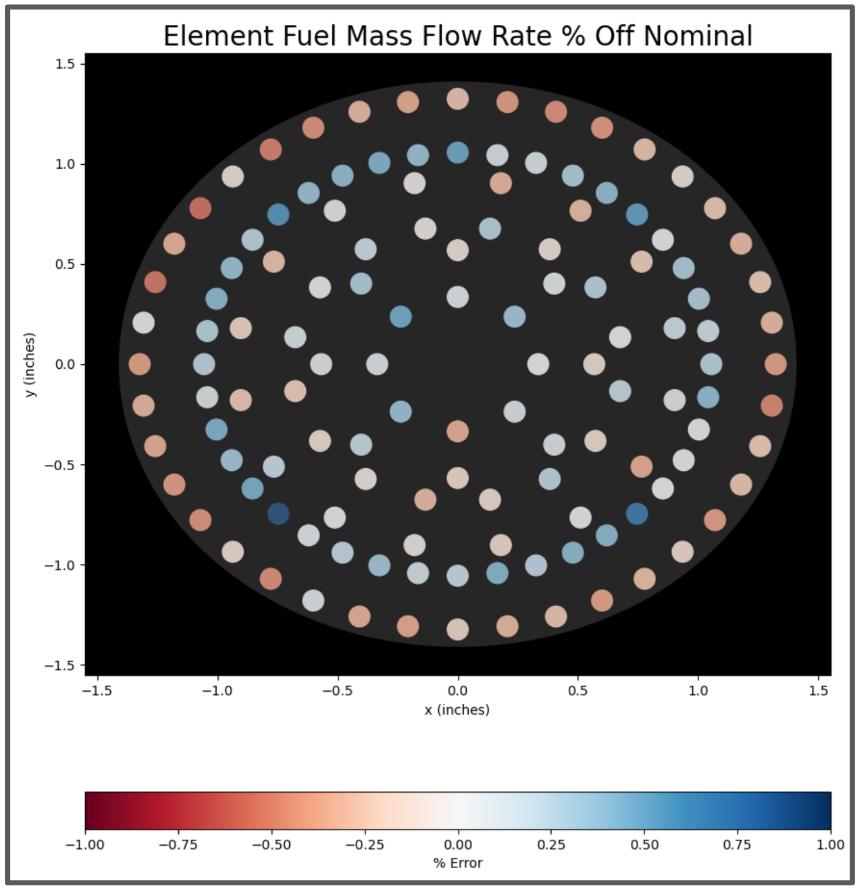 Element Fuel Mass Flow Rate % Off Nominal
1.5
1.0
0.5
0.0
−0.5
−1.0
−1.5
y (inches)
−1.5 −1.0 −0.5 0.0 0.5 1.0 1.5
x (inches)
−1.00 −0.75 −0.50 −0.25 0.00 0.25 0.50 0.75 1.00
% Error